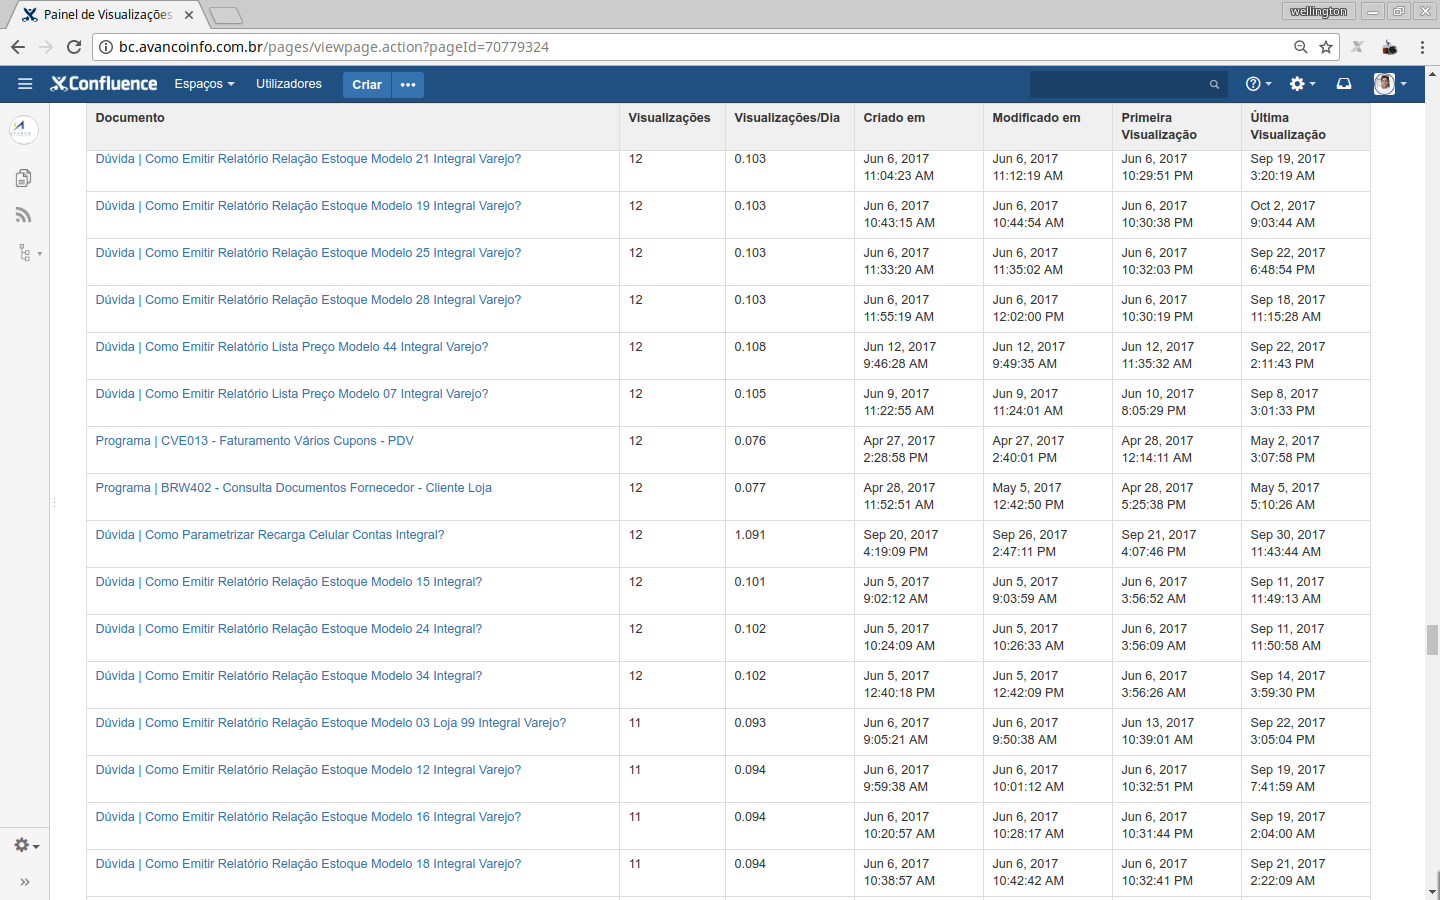 Painel de Visualizações
wellington
bc.avancoinfo.com.br/pages/viewpage.action?pageId=70779324
Confluence Espaços Utilizadores Criar
Documento Visualizações Visualizações/Dia Criado em Modificado em Primeira Visualização Última Visualização
Dúvida | Como Emitir Relatório Relação Estoque Modelo 21 Integral Varejo? 12 0.103 Jun 6, 2017 11:04:23 AM Jun 6, 2017 11:12:19 AM Jun 6, 2017 10:29:51 PM Sep 19, 2017 3:20:19 AM
Dúvida | Como Emitir Relatório Relação Estoque Modelo 19 Integral Varejo? 12 0.103 Jun 6, 2017 10:43:15 AM Jun 6, 2017 10:44:54 AM Jun 6, 2017 10:30:38 PM Oct 2, 2017 9:03:44 AM
Dúvida | Como Emitir Relatório Relação Estoque Modelo 25 Integral Varejo? 12 0.103 Jun 6, 2017 11:33:20 AM Jun 6, 2017 11:35:02 AM Jun 6, 2017 10:32:03 PM Sep 22, 2017 6:48:54 PM
Dúvida | Como Emitir Relatório Relação Estoque Modelo 28 Integral Varejo? 12 0.103 Jun 6, 2017 11:55:19 AM Jun 6, 2017 12:02:00 PM Jun 6, 2017 10:30:19 PM Sep 18, 2017 11:15:28 AM
Dúvida | Como Emitir Relatório Lista Preço Modelo 44 Integral Varejo? 12 0.108 Jun 12, 2017 9:46:28 AM Jun 12, 2017 9:49:35 AM Jun 12, 2017 11:35:32 AM Sep 22, 2017 2:11:43 PM
Dúvida | Como Emitir Relatório Lista Preço Modelo 07 Integral Varejo? 12 0.105 Jun 9, 2017 11:22:55 AM Jun 9, 2017 11:24:01 AM Jun 10, 2017 8:05:29 PM Sep 8, 2017 3:01:33 PM
Programa | CVE013 - Faturamento Vários Cupons - PDV 12 0.076 Apr 27, 2017 2:28:58 PM Apr 27, 2017 2:40:01 PM Apr 28, 2017 12:14:11 AM May 2, 2017 3:07:58 PM
Programa | BRW402 - Consulta Documentos Fornecedor - Cliente Loja 12 0.077 Apr 28, 2017 11:52:51 AM May 5, 2017 12:42:50 PM Apr 28, 2017 5:25:38 PM May 5, 2017 5:10:26 AM
Dúvida | Como Parametrizar Recarga Celular Contas Integral? 12 1.091 Sep 20, 2017 4:19:09 PM Sep 26, 2017 2:47:11 PM Sep 21, 2017 4:07:46 PM Sep 30, 2017 11:43:44 AM
Dúvida | Como Emitir Relatório Relação Estoque Modelo 15 Integral? 12 0.101 Jun 5, 2017 9:02:12 AM Jun 5, 2017 9:03:59 AM Jun 6, 2017 3:56:52 AM Sep 11, 2017 11:49:13 AM
Dúvida | Como Emitir Relatório Relação Estoque Modelo 24 Integral? 12 0.102 Jun 5, 2017 10:24:09 AM Jun 5, 2017 10:26:33 AM Jun 6, 2017 3:56:09 AM Sep 11, 2017 11:50:58 AM
Dúvida | Como Emitir Relatório Relação Estoque Modelo 34 Integral? 12 0.102 Jun 5, 2017 12:40:18 PM Jun 5, 2017 12:42:09 PM Jun 6, 2017 3:56:26 AM Sep 14, 2017 3:59:30 PM
Dúvida | Como Emitir Relatório Relação Estoque Modelo 03 Loja 99 Integral Varejo? 11 0.093 Jun 6, 2017 9:05:21 AM Jun 6, 2017 9:50:38 AM Jun 13, 2017 10:39:01 AM Sep 22, 2017 3:05:04 PM
Dúvida | Como Emitir Relatório Relação Estoque Modelo 12 Integral Varejo? 11 0.094 Jun 6, 2017 9:59:38 AM Jun 6, 2017 10:01:12 AM Jun 6, 2017 10:32:51 PM Sep 19, 2017 7:41:59 AM
Dúvida | Como Emitir Relatório Relação Estoque Modelo 16 Integral Varejo? 11 0.094 Jun 6, 2017 10:20:57 AM Jun 6, 2017 10:28:17 AM Jun 6, 2017 10:31:44 PM Sep 19, 2017 2:04:00 AM
Dúvida | Como Emitir Relatório Relação Estoque Modelo 18 Integral Varejo? 11 0.094 Jun 6, 2017 10:38:57 AM Jun 6, 2017 10:42:42 AM Jun 6, 2017 10:32:41 PM Sep 21, 2017 2:22:09 AM